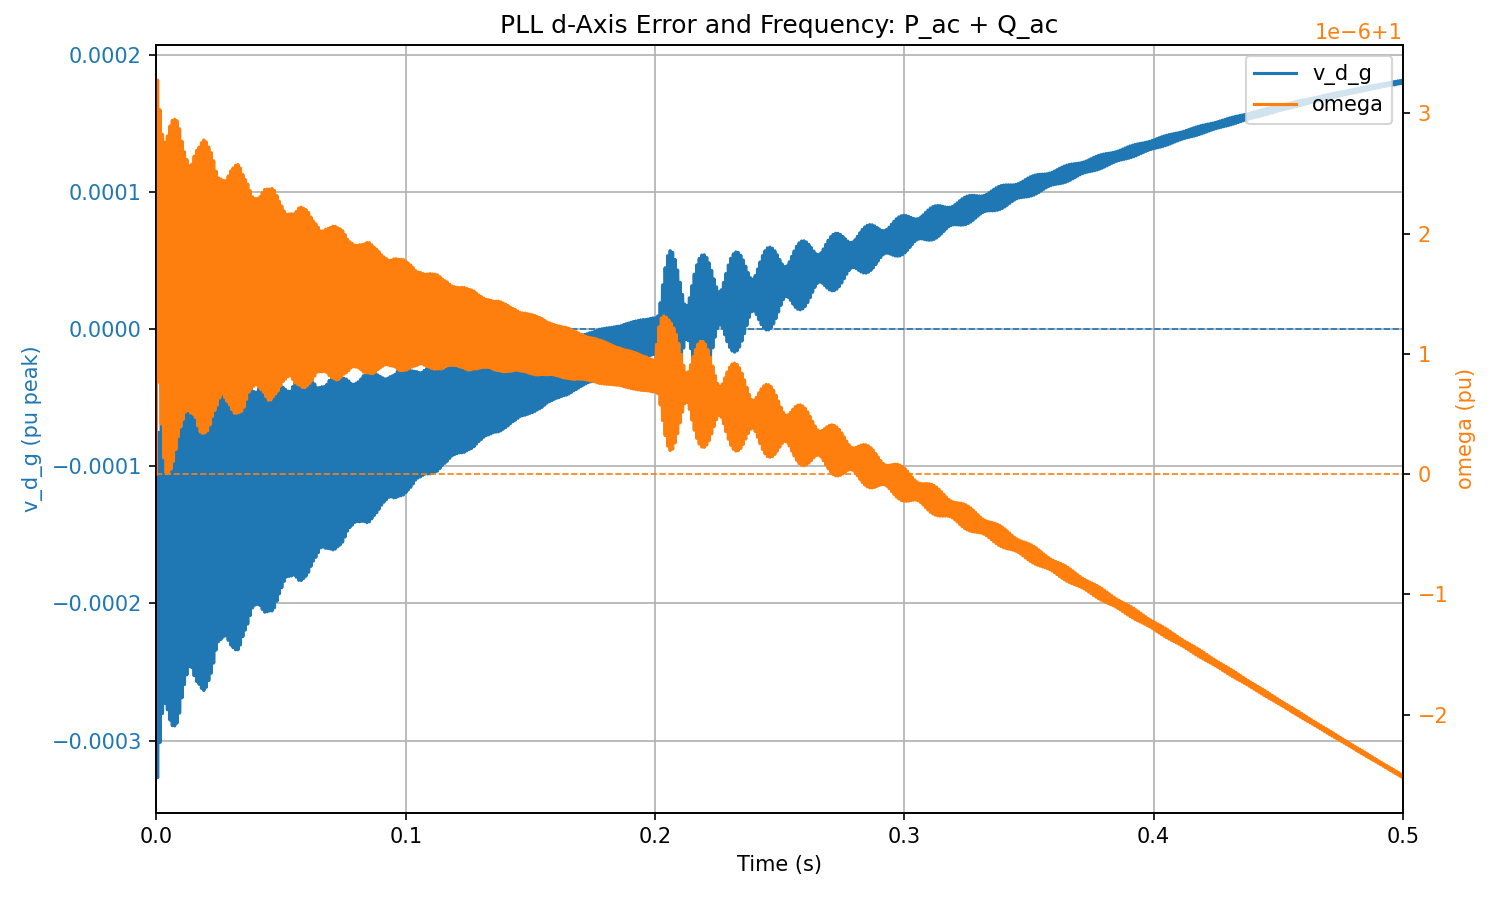 PLL d-Axis Error and Frequency: P_ac + Q_ac
1e−6+1
0.0002
0.0001
0.0000
−0.0001
−0.0002
−0.0003
v_d_g (pu peak)
v_d_g
omega
3
2
1
0
−1
−2
omega (pu)
0.0
0.1
0.2
0.3
0.4
0.5
Time (s)